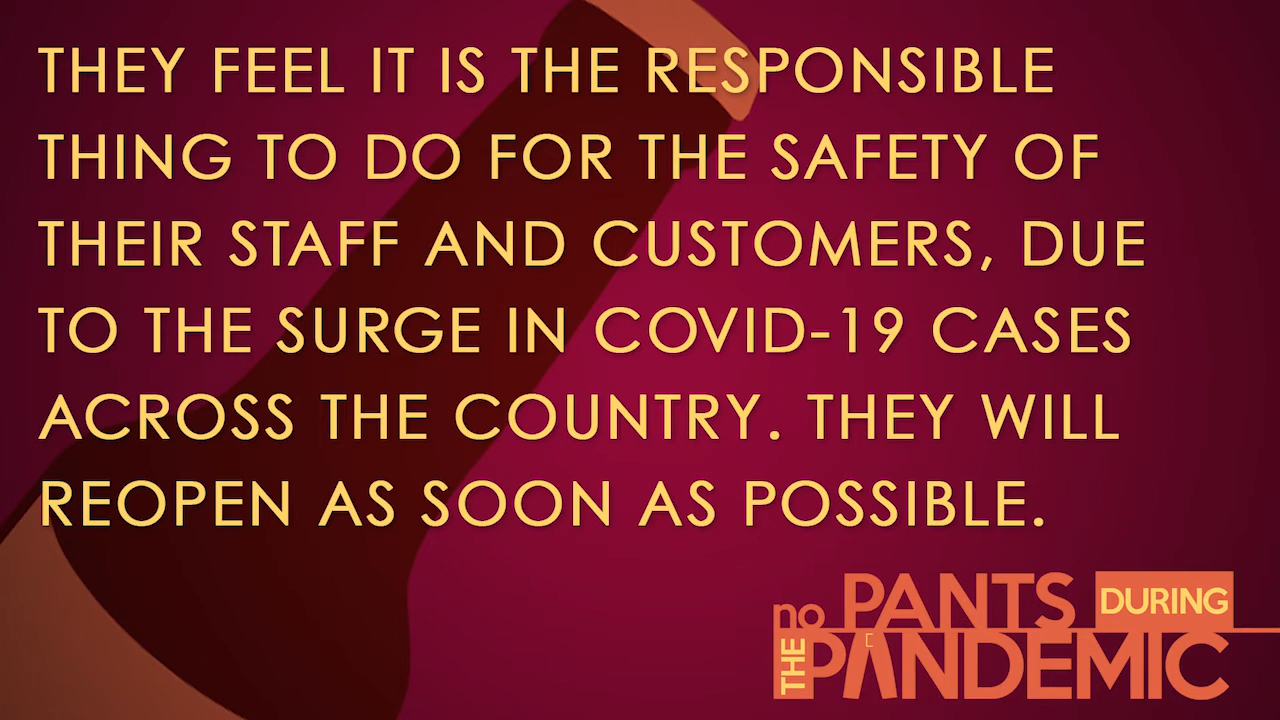 THEY FEEL IT IS THE RESPONSIBLE
THING TO DO FOR THE SAFETY OF
THEIR STAFF AND CUSTOMERS, DUE
TO THE SURGE IN COVID-19 CASES
ACROSS THE COUNTRY. THEY WILL
REOPEN AS SOON AS POSSIBLE.
no PANTS DURING
THE PANDEMIC